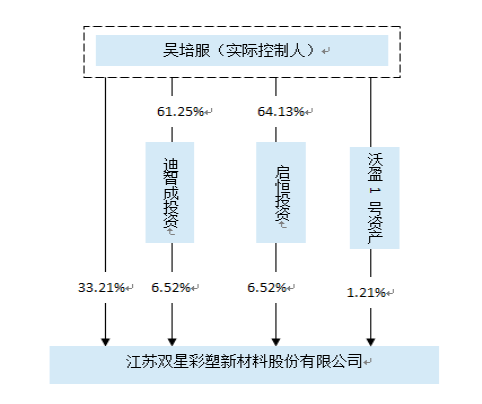 吴培服（实际控制人）
61.25%
64.13%
迪智成投资
启恒投资
沃盈1号资产
33.21%
6.52%
6.52%
1.21%
江苏双星彩塑新材料股份有限公司